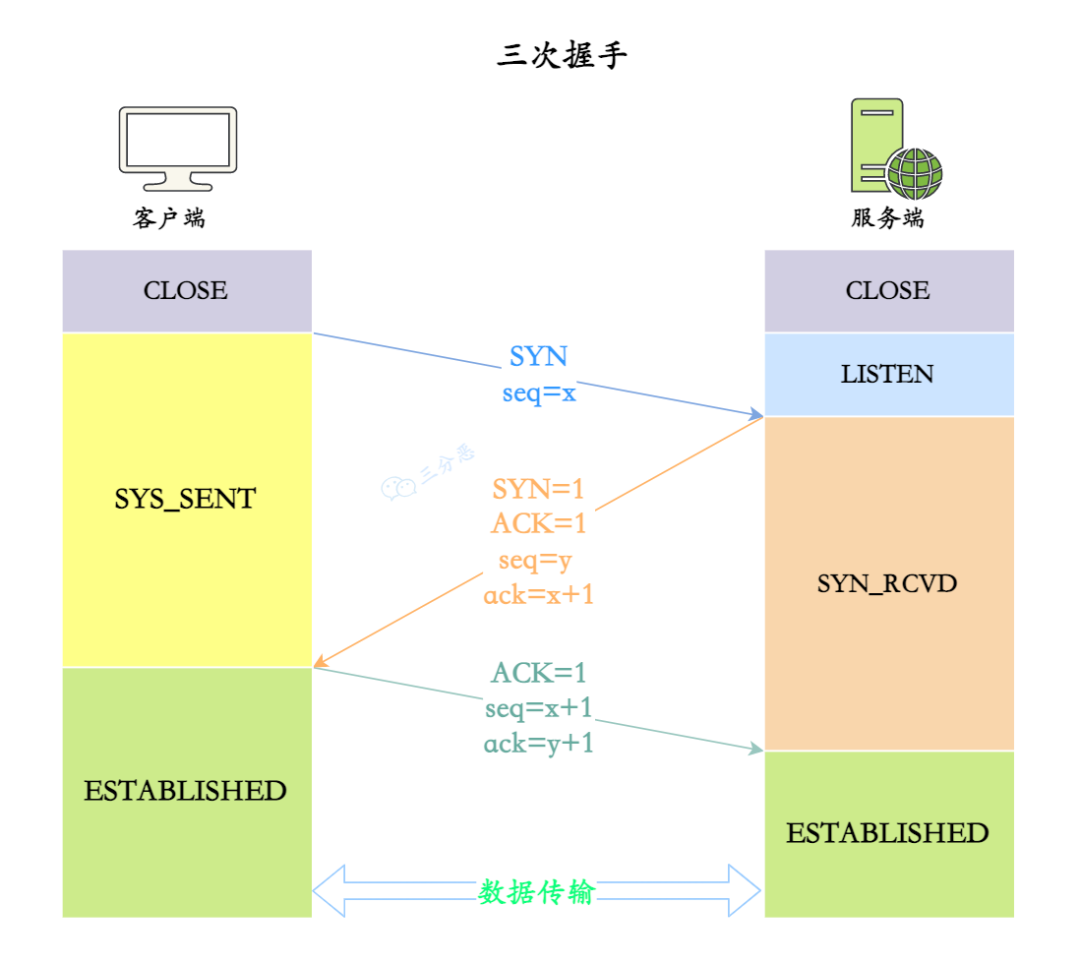 三次握手
客户端
服务端
CLOSE
CLOSE
SYN
seq=x
LISTEN
三分恶
SYS_SENT
SYN=1
ACK=1
seq=y
ack=x+1
SYN_RCVD
ACK=1
seq=x+1
ack=y+1
ESTABLISHED
ESTABLISHED
数据传输